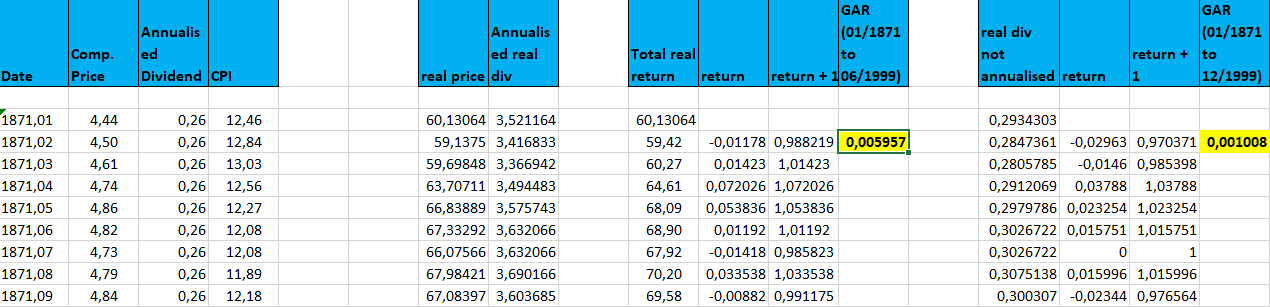 Date Comp. Price Annualised Dividend CPI real price Annualised real div Total real return return return + 1 GAR (01/1871 to 06/1999) real div not annualised return return + 1 GAR (01/1871 to 12/1999)
1871,01 4,44 0,26 12,46 60,13064 3,521164 60,13064 0,2934303
1871,02 4,50 0,26 12,84 59,1375 3,416833 59,42 -0,01178 0,988219 0,005957 0,2847361 -0,02963 0,970371 0,001008
1871,03 4,61 0,26 13,03 59,69848 3,366942 60,27 0,01423 1,01423 0,2805785 -0,0146 0,985398
1871,04 4,74 0,26 12,56 63,70711 3,494483 64,61 0,072026 1,072026 0,2912069 0,03788 1,03788
1871,05 4,86 0,26 12,27 66,83889 3,575743 68,09 0,053836 1,053836 0,2979786 0,023254 1,023254
1871,06 4,82 0,26 12,08 67,33292 3,632066 68,90 0,01192 1,01192 0,3026722 0,015751 1,015751
1871,07 4,73 0,26 12,08 66,07566 3,632066 67,92 -0,01418 0,985823 0,3026722 0 1
1871,08 4,79 0,26 11,89 67,98421 3,690166 70,20 0,033538 1,033538 0,3075138 0,015996 1,015996
1871,09 4,84 0,26 12,18 67,08397 3,603685 69,58 -0,00882 0,991175 0,300307 -0,02344 0,976564